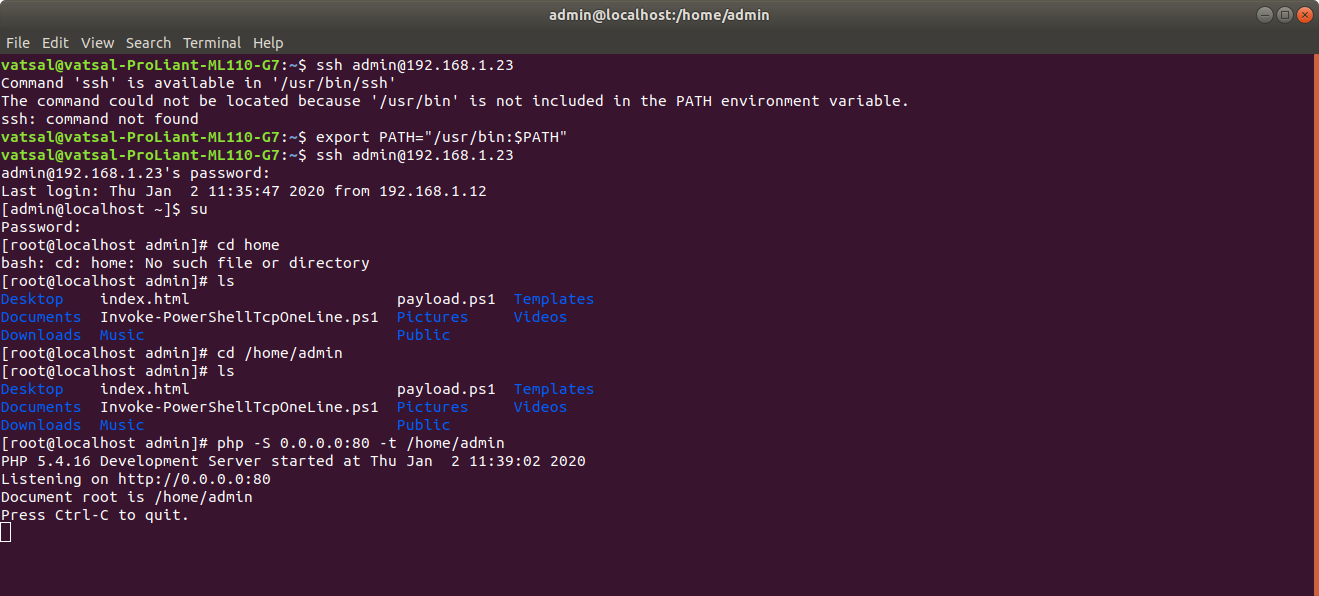 admin@localhost:/home/admin
File Edit View Search Terminal Help
vatsal@vatsal-ProLiant-ML110-G7:~$ ssh admin@192.168.1.23
Command 'ssh' is available in '/usr/bin/ssh'
The command could not be located because '/usr/bin' is not included in the PATH environment variable.
ssh: command not found
vatsal@vatsal-ProLiant-ML110-G7:~$ export PATH="/usr/bin:$PATH"
vatsal@vatsal-ProLiant-ML110-G7:~$ ssh admin@192.168.1.23
admin@192.168.1.23's password:
Last login: Thu Jan  2 11:35:47 2020 from 192.168.1.12
[admin@localhost ~]$ su
Password:
[root@localhost admin]# cd home
bash: cd: home: No such file or directory
[root@localhost admin]# ls
Desktop    index.html                       payload.ps1  Templates
Documents  Invoke-PowerShellTcpOneLine.ps1  Pictures     Videos
Downloads  Music                            Public
[root@localhost admin]# cd /home/admin
[root@localhost admin]# ls
Desktop    index.html                       payload.ps1  Templates
Documents  Invoke-PowerShellTcpOneLine.ps1  Pictures     Videos
Downloads  Music                            Public
[root@localhost admin]# php -S 0.0.0.0:80 -t /home/admin
PHP 5.4.16 Development Server started at Thu Jan  2 11:39:02 2020
Listening on http://0.0.0.0:80
Document root is /home/admin
Press Ctrl-C to quit.